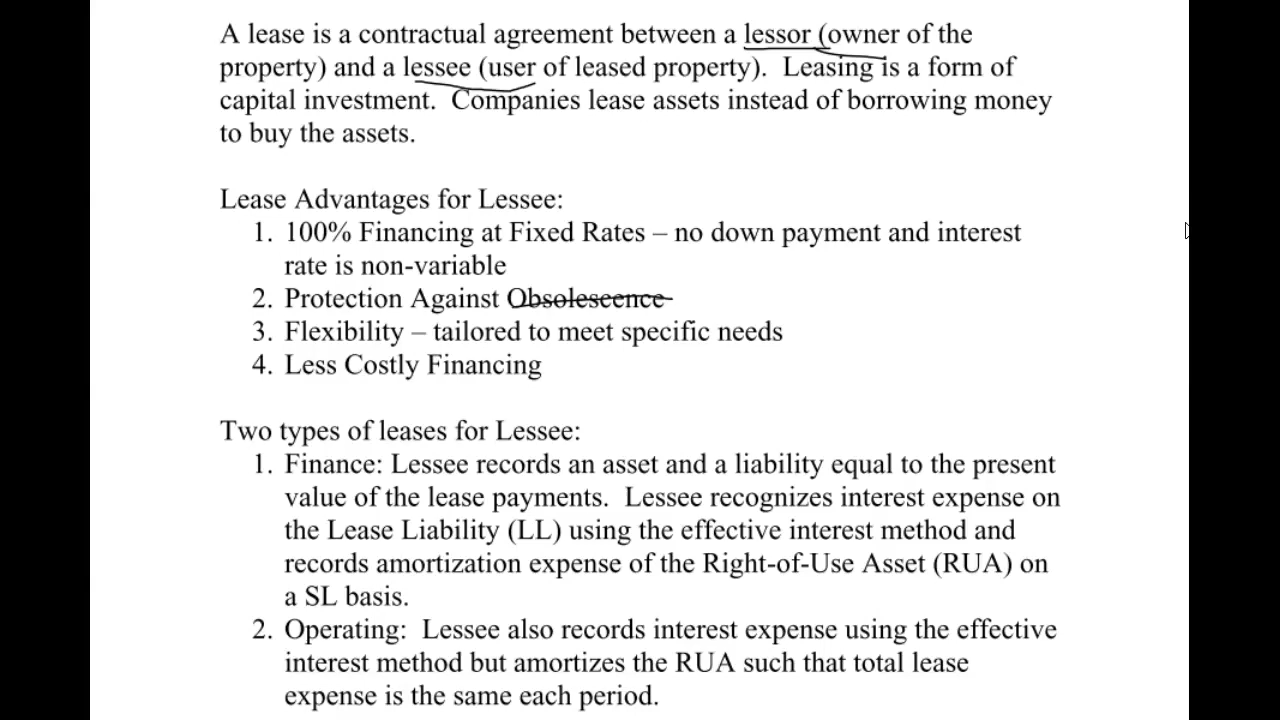 A lease is a contractual agreement between a lessor (owner of the
property) and a lessee (user of leased property).  Leasing is a form of
capital investment.  Companies lease assets instead of borrowing money
to buy the assets.
Lease Advantages for Lessee:
1. 100% Financing at Fixed Rates – no down payment and interest
rate is non-variable
2. Protection Against Obsolescence
3. Flexibility – tailored to meet specific needs
4. Less Costly Financing
Two types of leases for Lessee:
1. Finance: Lessee records an asset and a liability equal to the present
value of the lease payments.  Lessee recognizes interest expense on
the Lease Liability (LL) using the effective interest method and
records amortization expense of the Right-of-Use Asset (RUA) on
a SL basis.
2. Operating:  Lessee also records interest expense using the effective
interest method but amortizes the RUA such that total lease
expense is the same each period.